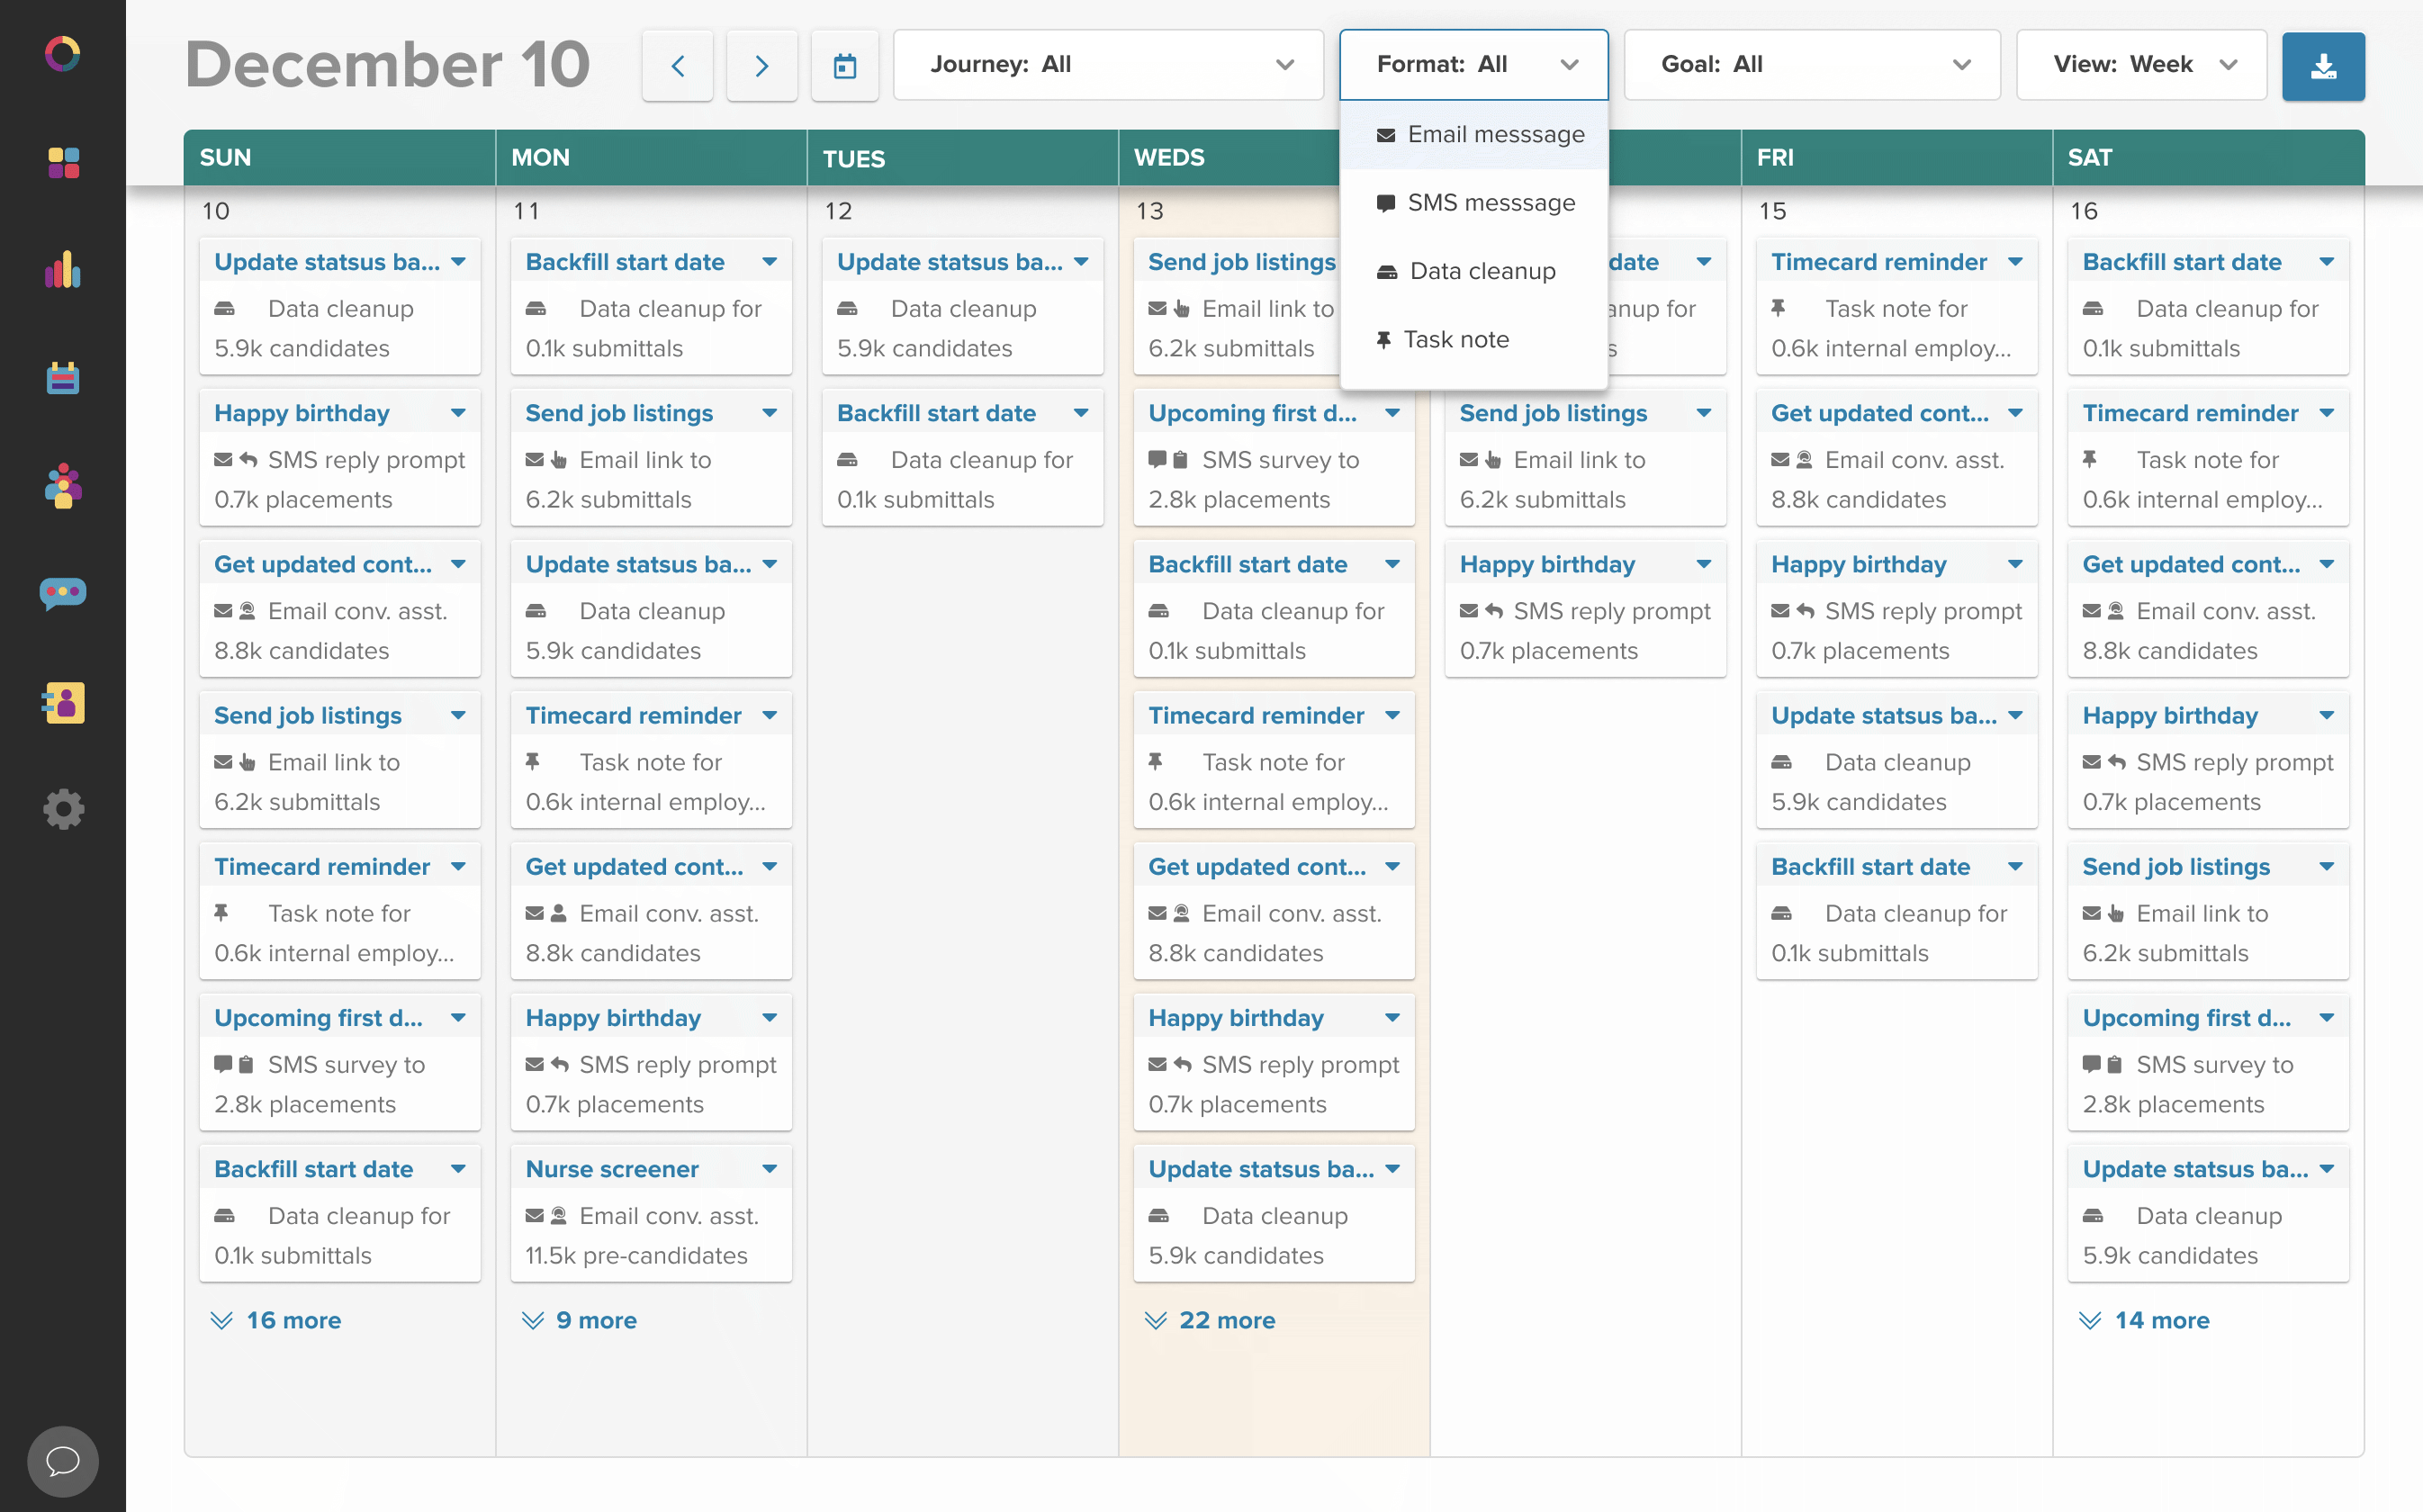 December 10
Journey: All
Format: All
Goal: All
View: Week
Email messsage
SMS messsage
Data cleanup
Task note
SUN
MON
TUES
WEDS
FRI
SAT
10
Update statsus ba...
Data cleanup
5.9k candidates
Happy birthday
SMS reply prompt
0.7k placements
Get updated cont...
Email conv. asst.
8.8k candidates
Send job listings
Email link to
6.2k submittals
Timecard reminder
Task note for
0.6k internal employ...
Upcoming first d...
SMS survey to
2.8k placements
Backfill start date
Data cleanup for
0.1k submittals
16 more
11
Backfill start date
Data cleanup for
0.1k submittals
Send job listings
Email link to
6.2k submittals
Update statsus ba...
Data cleanup
5.9k candidates
Timecard reminder
Task note for
0.6k internal employ...
Get updated cont...
Email conv. asst.
8.8k candidates
Happy birthday
SMS reply prompt
0.7k placements
Nurse screener
Email conv. asst.
11.5k pre-candidates
9 more
12
Update statsus ba...
Data cleanup
5.9k candidates
Backfill start date
Data cleanup for
0.1k submittals
13
Send job listings
Email link to
6.2k submittals
Upcoming first d...
SMS survey to
2.8k placements
Backfill start date
Data cleanup for
0.1k submittals
Timecard reminder
Task note for
0.6k internal employ...
Get updated cont...
Email conv. asst.
8.8k candidates
Happy birthday
SMS reply prompt
0.7k placements
Update statsus ba...
Data cleanup
5.9k candidates
22 more
date
anup for
s
Send job listings
Email link to
6.2k submittals
Happy birthday
SMS reply prompt
0.7k placements
15
Timecard reminder
Task note for
0.6k internal employ...
Get updated cont...
Email conv. asst.
8.8k candidates
Happy birthday
SMS reply prompt
0.7k placements
Update statsus ba...
Data cleanup
5.9k candidates
Backfill start date
Data cleanup for
0.1k submittals
16
Backfill start date
Data cleanup for
0.1k submittals
Timecard reminder
Task note for
0.6k internal employ...
Get updated cont...
Email conv. asst.
8.8k candidates
Happy birthday
SMS reply prompt
0.7k placements
Send job listings
Email link to
6.2k submittals
Upcoming first d...
SMS survey to
2.8k placements
Update statsus ba...
Data cleanup
5.9k candidates
14 more